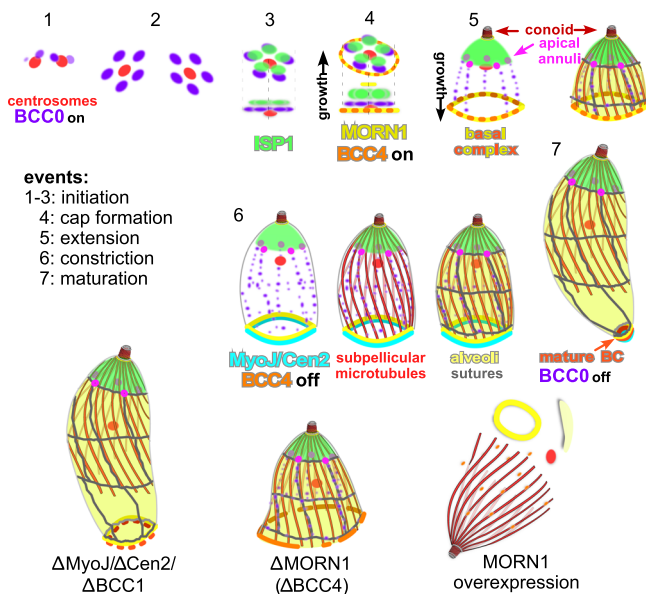 1
2
3
4
5
conoid
apical
annuli
growth
growth
centrosomes
BCC0 on
ISP1
MORN1
BCC4 on
basal
complex
events:
1-3: initiation
4: cap formation
5: extension
6: constriction
7: maturation
6
7
MyoJ/Cen2
BCC4 off
subpellicular
microtubules
alveoli
sutures
mature BC
BCC0 off
ΔMyoJ/ΔCen2/
ΔBCC1
ΔMORN1
(ΔBCC4)
MORN1
overexpression